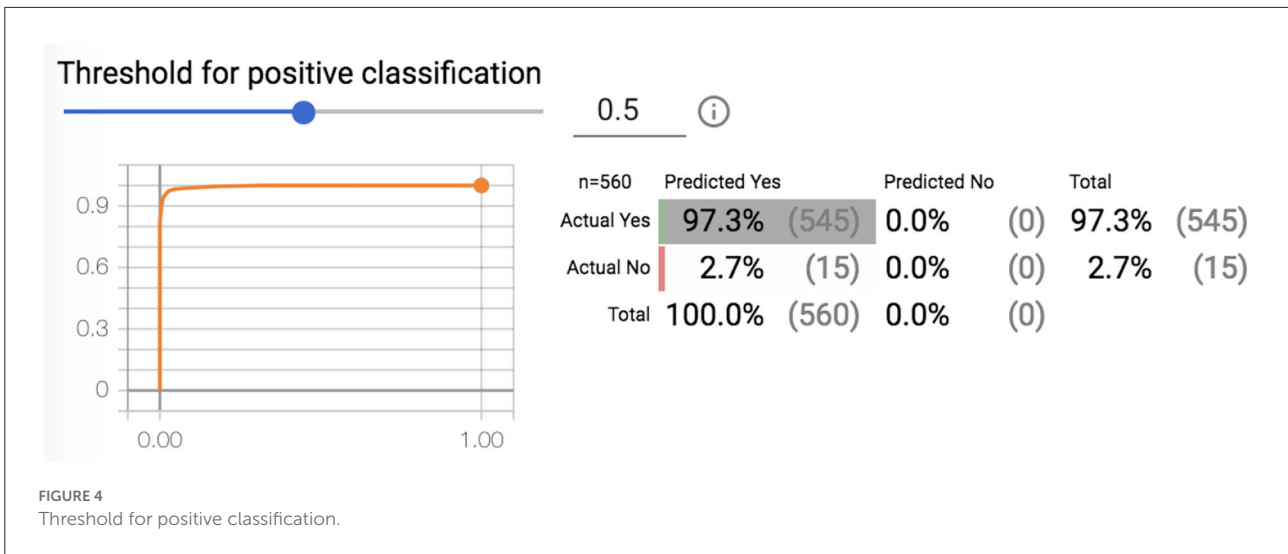 Threshold for positive classification
0.5
n=560 Predicted Yes Predicted No Total
Actual Yes 97.3% (545) 0.0% (0) 97.3% (545)
Actual No 2.7% (15) 0.0% (0) 2.7% (15)
Total 100.0% (560) 0.0% (0)
0.9
0.6
0.3
0
0.00 1.00
FIGURE 4
Threshold for positive classification.